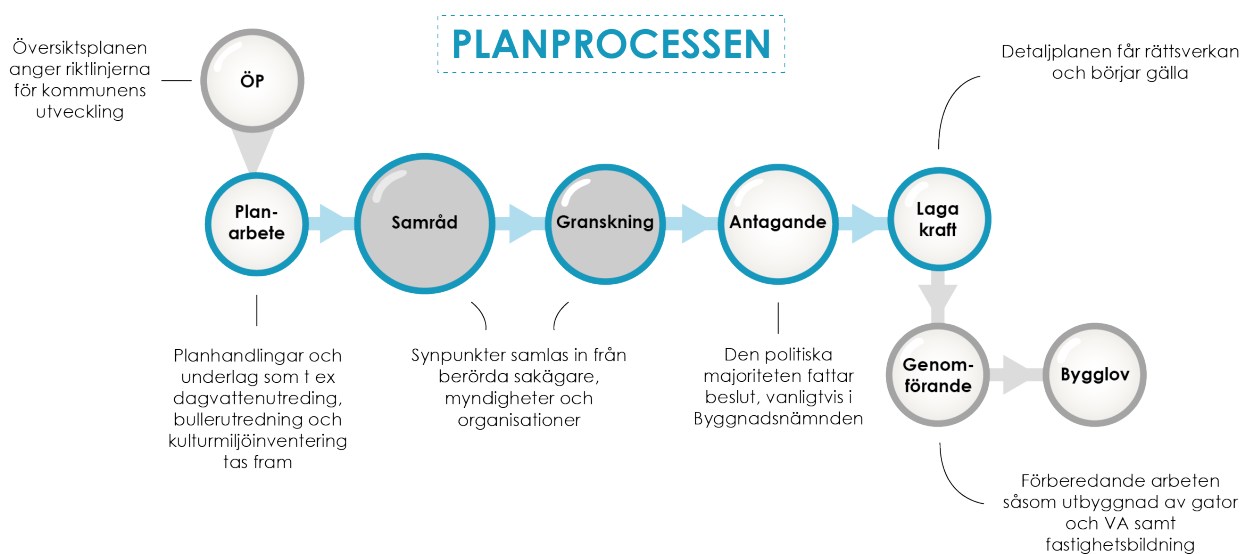 PLANPROCESSEN
Översiktsplanen
anger riktlinjerna
för kommunens
utveckling
ÖP
Detaljplanen får rättsverkan
och börjar gälla
Plan-
arbete
Samråd
Granskning
Antagande
Laga
kraft
Planhandlingar och
underlag som t ex
dagvattenutreding,
bullerutredning och
kulturmiljöinventering
tas fram
Synpunkter samlas in från
berörda sakägare,
myndigheter och
organisationer
Den politiska
majoriteten fattar
beslut, vanligtvis i
Byggnadsnämnden
Genom-
förande
Bygglov
Förberedande arbeten
såsom utbyggnad av gator
och VA samt
fastighetsbildning